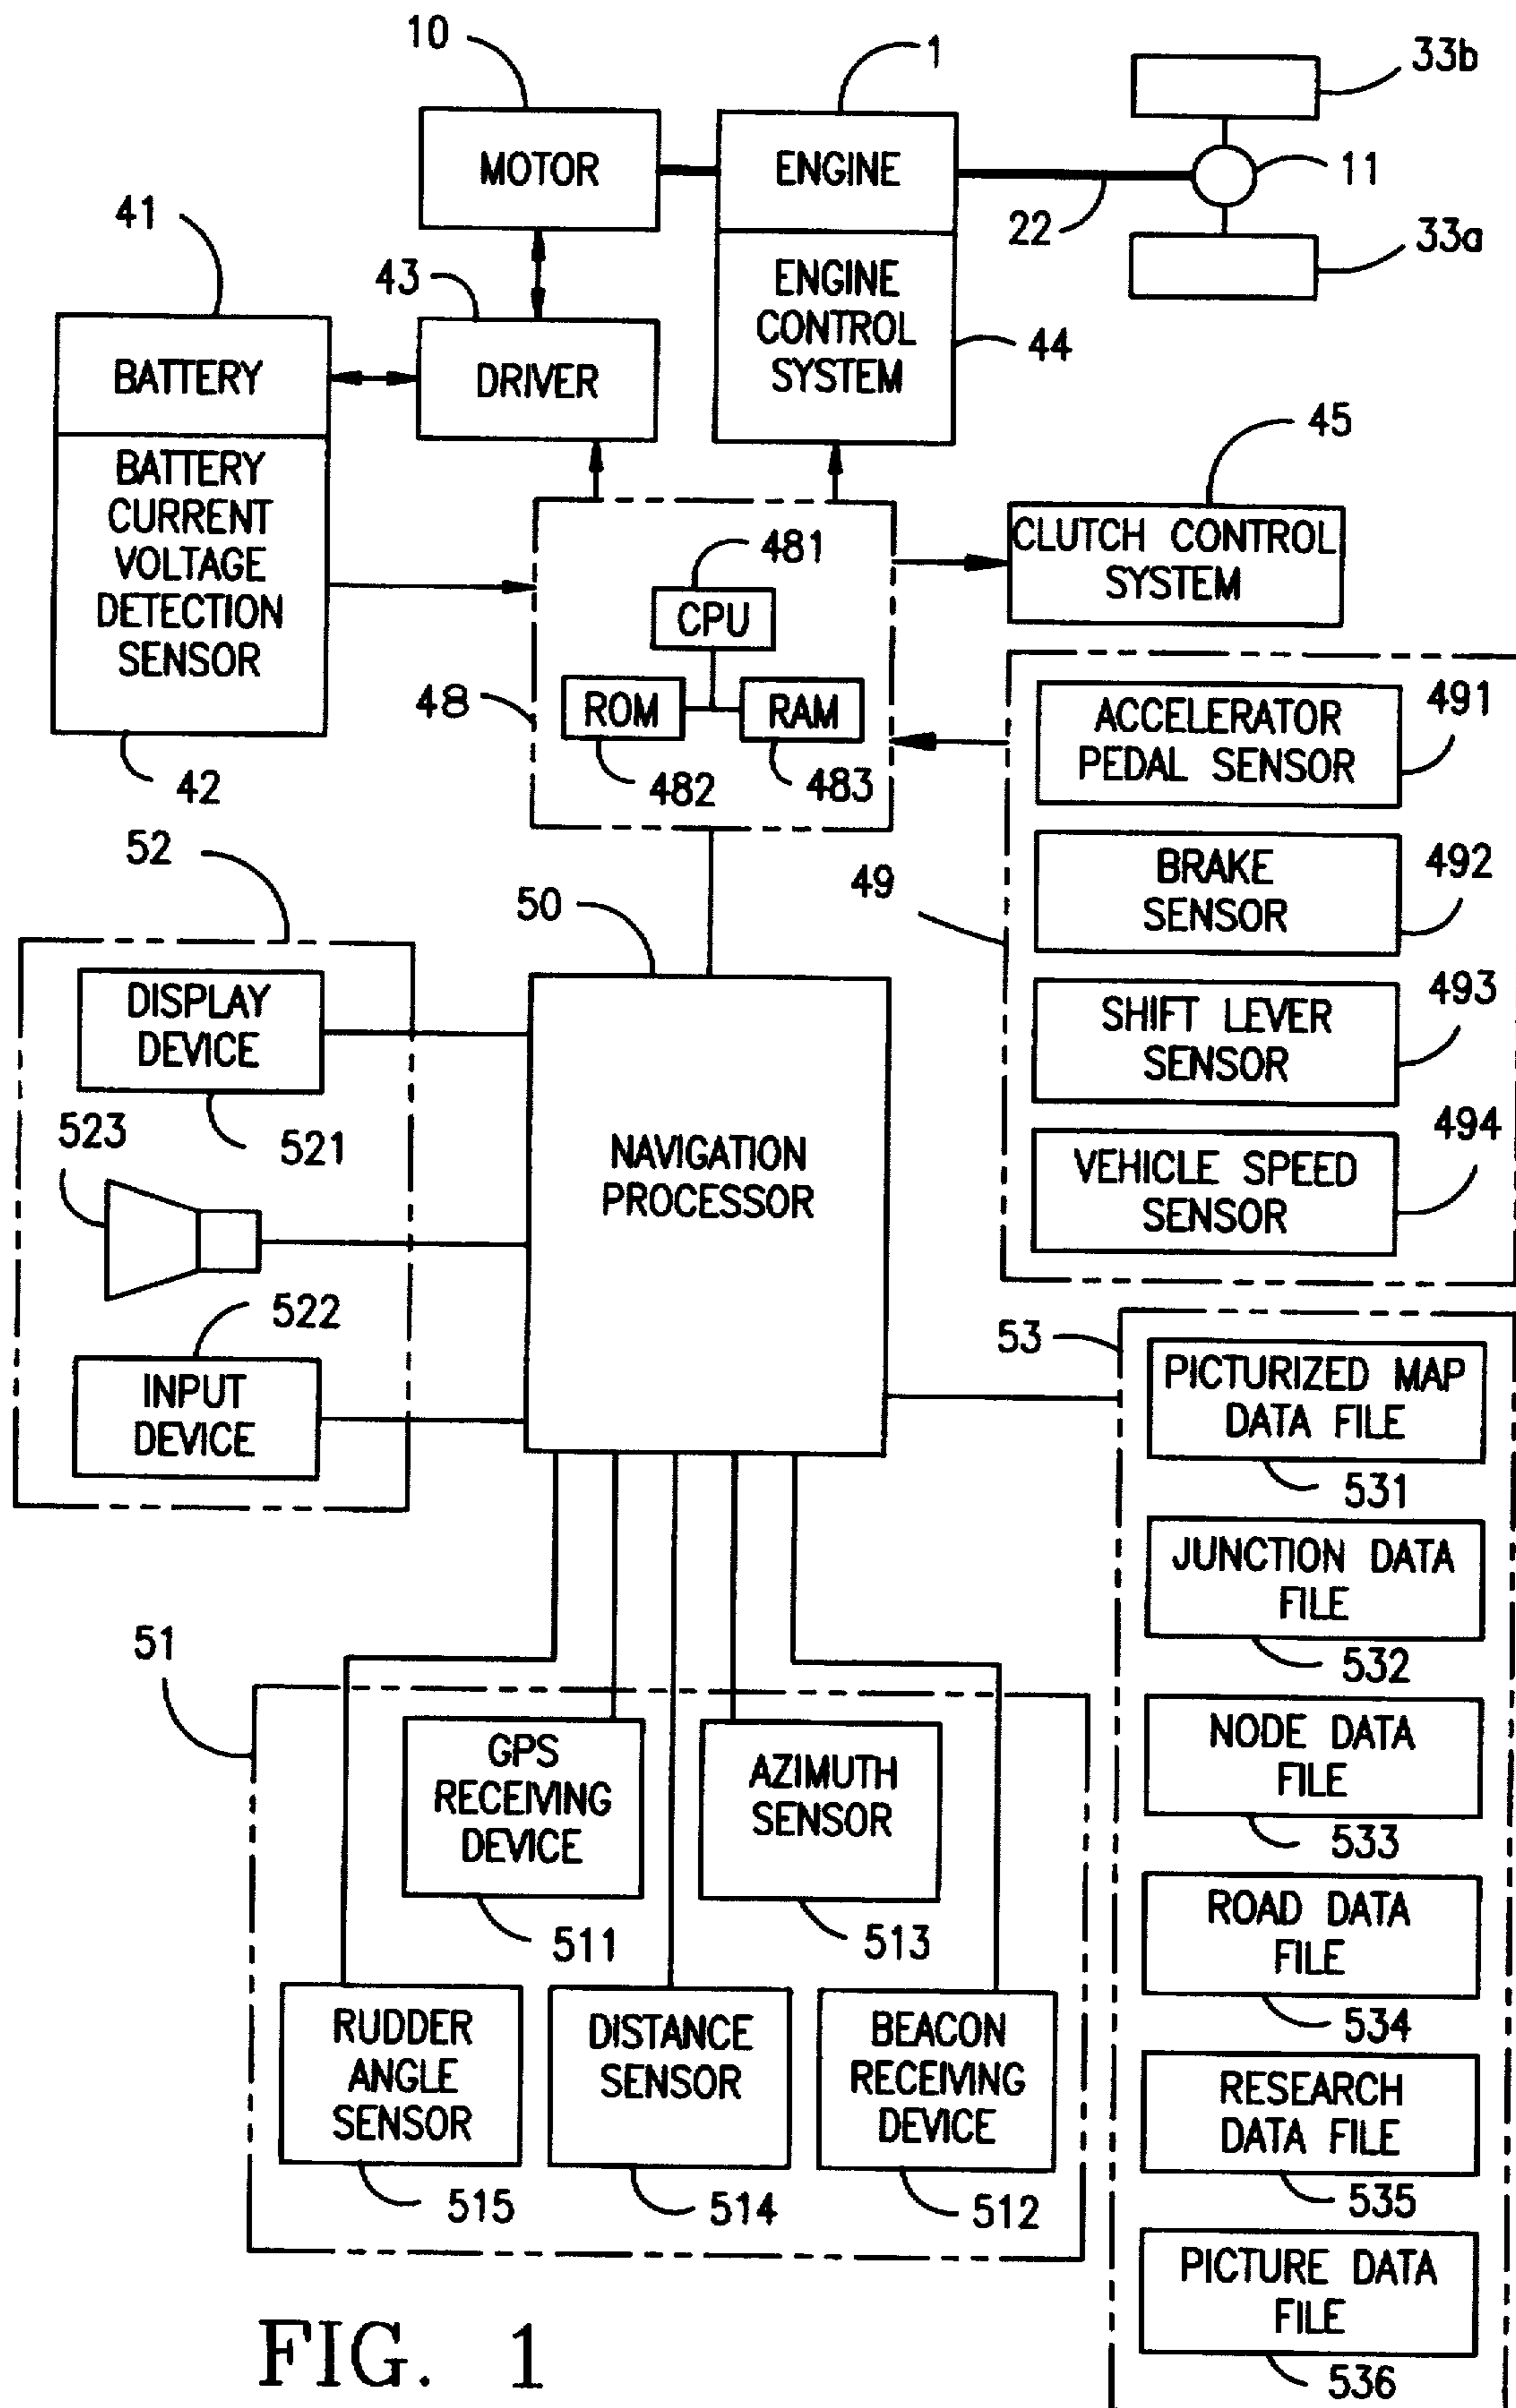 10
1
33b
MOTOR
ENGINE
11
22
33a
41
43
ENGINE
CONTROL
SYSTEM
44
BATTERY
DRIVER
45
BATTERY
CURRENT
VOLTAGE
DETECTION
SENSOR
42
481
CPU
ROM
RAM
48
482
483
CLUTCH CONTROL
SYSTEM
ACCELERATOR
PEDAL SENSOR
491
BRAKE
SENSOR
492
49
SHIFT LEVER
SENSOR
493
VEHICLE SPEED
SENSOR
494
52
50
DISPLAY
DEVICE
521
523
522
INPUT
DEVICE
NAVIGATION
PROCESSOR
53
PICTURIZED MAP
DATA FILE
531
JUNCTION DATA
FILE
532
NODE DATA
FILE
533
ROAD DATA
FILE
534
RESEARCH
DATA FILE
535
PICTURE DATA
FILE
536
51
GPS
RECEIVING
DEVICE
511
AZIMUTH
SENSOR
513
RUDDER
ANGLE
SENSOR
515
DISTANCE
SENSOR
514
BEACON
RECEIVING
DEVICE
512
FIG. 1